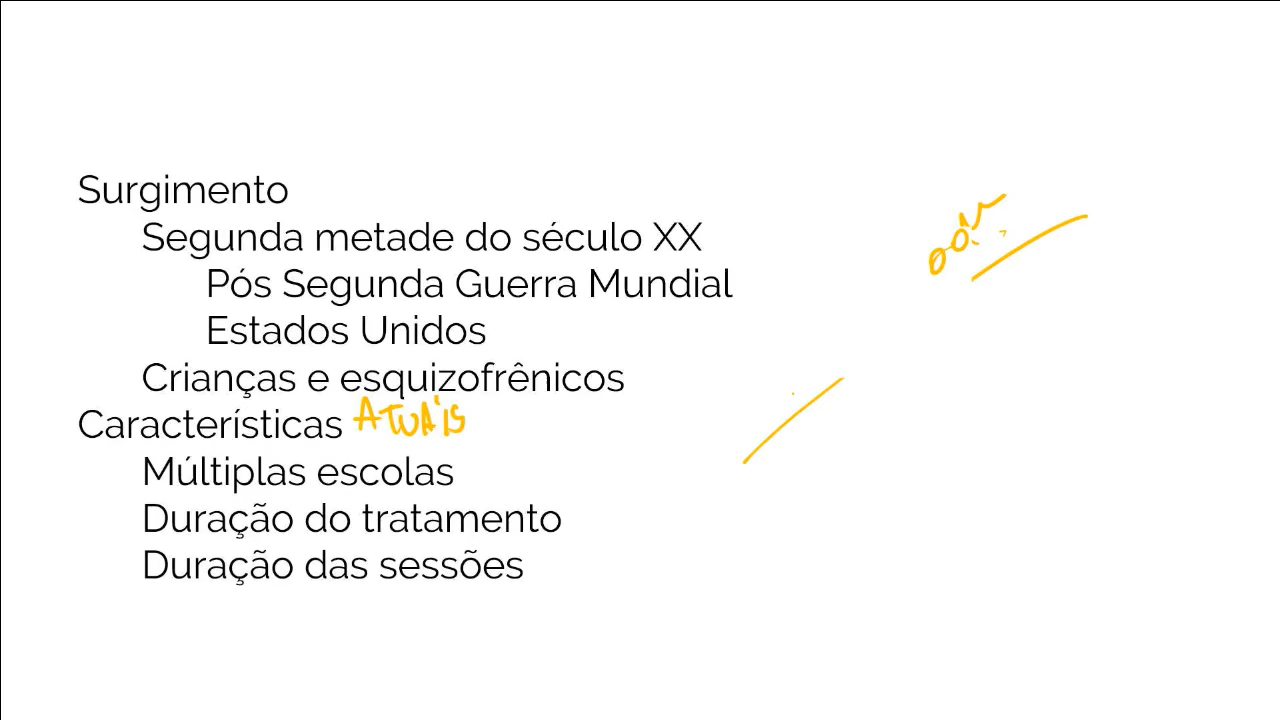 Surgimento
Segunda metade do século XX
Pós Segunda Guerra Mundial
Estados Unidos
Crianças e esquizofrênicos
Características ATUAIS
Múltiplas escolas
Duração do tratamento
Duração das sessões